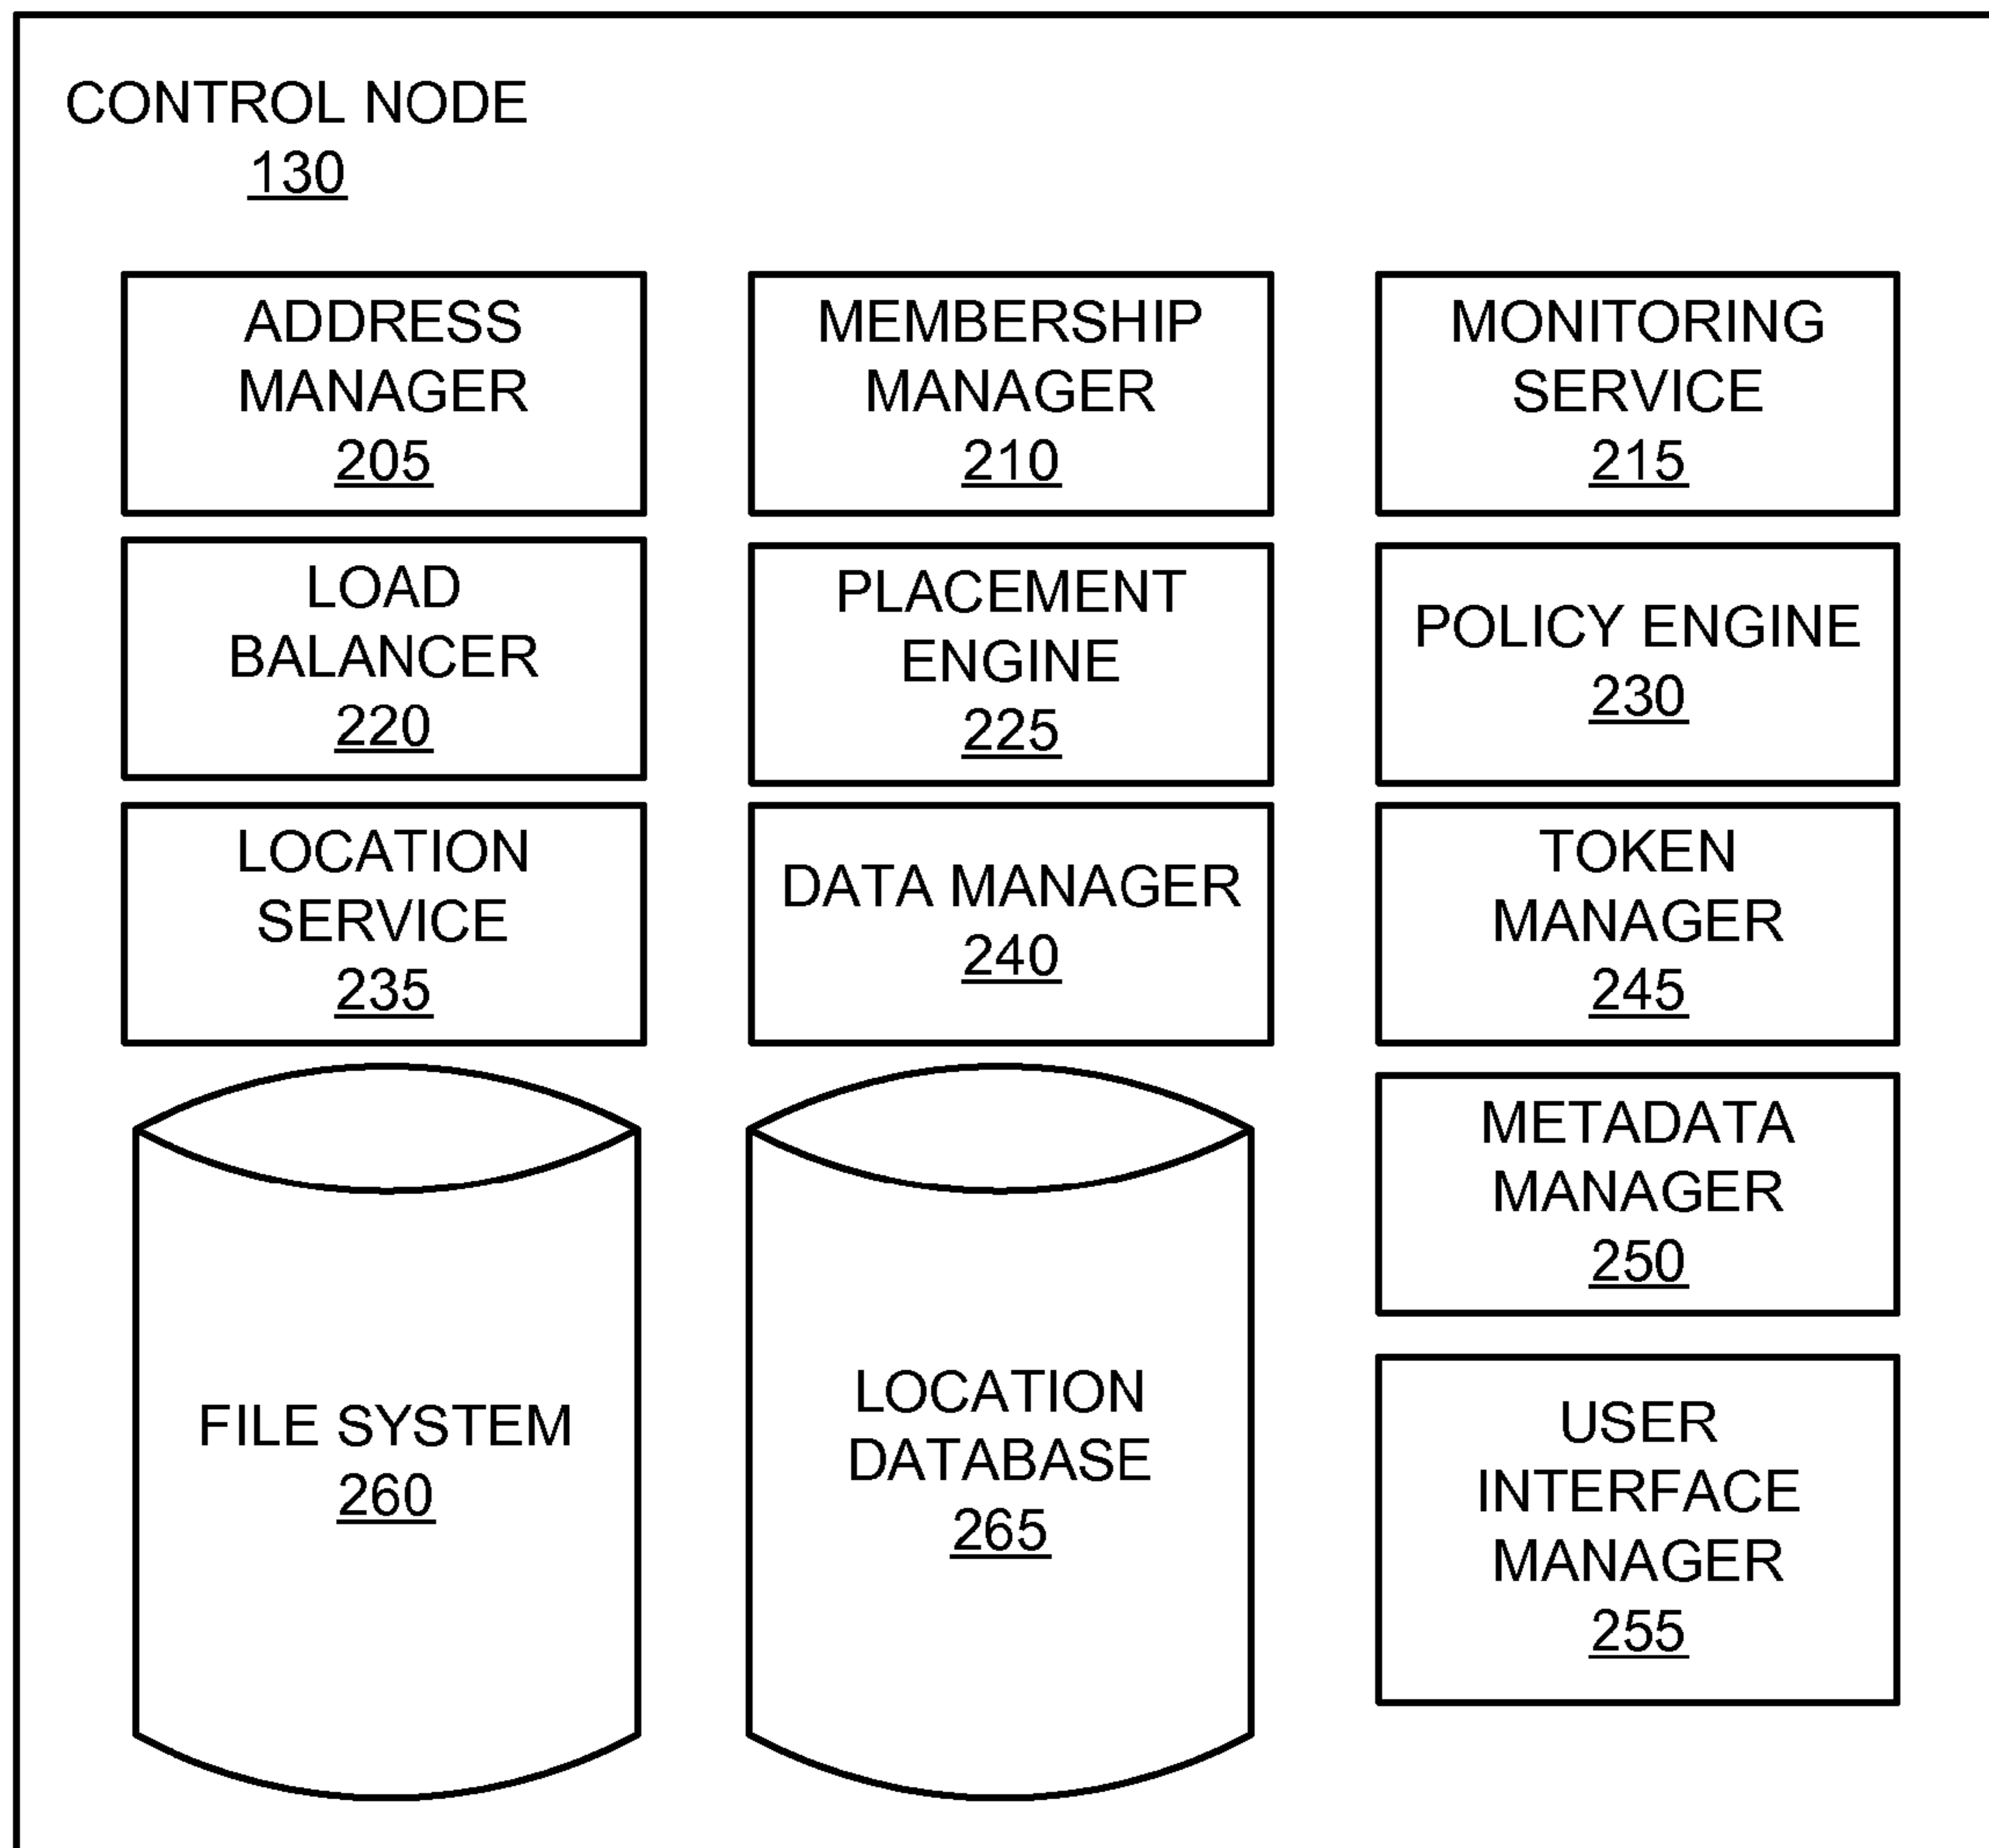 CONTROL NODE
130
ADDRESS
MANAGER
205
MEMBERSHIP
MANAGER
210
MONITORING
SERVICE
215
LOAD
BALANCER
220
PLACEMENT
ENGINE
225
POLICY ENGINE
230
LOCATION
SERVICE
235
DATA MANAGER
240
TOKEN
MANAGER
245
METADATA
MANAGER
250
FILE SYSTEM
260
LOCATION
DATABASE
265
USER
INTERFACE
MANAGER
255